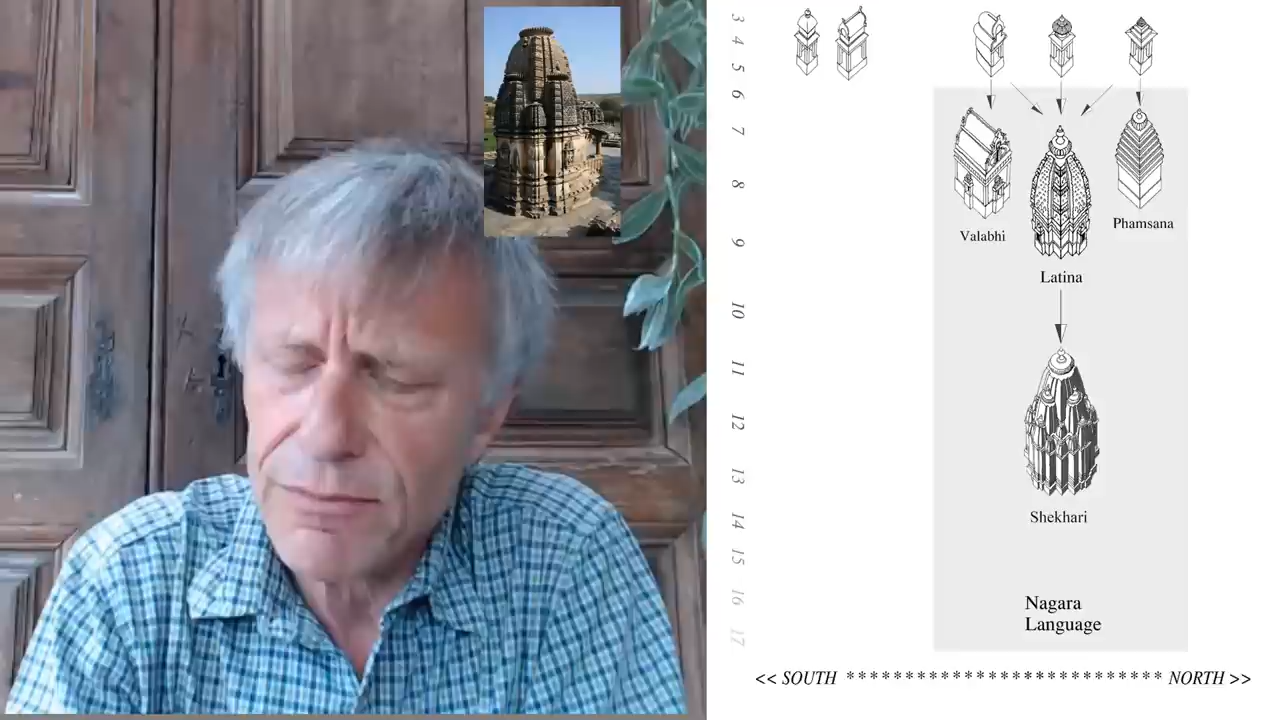 3
4
5
6
7
8
9
10
11
12
13
14
15
16
17
Valabhi
Phamsana
Latina
Shekhari
Nagara
Language
<< SOUTH *************************** NORTH >>